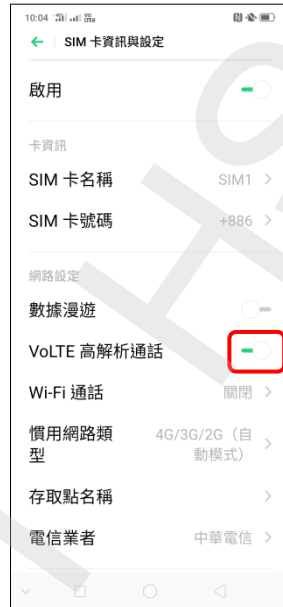 10:04
SIM 卡資訊與設定
啟用
卡資訊
SIM 卡名稱 SIM1
SIM 卡號碼 +886
網路設定
數據漫遊
VoLTE 高解析通話
Wi-Fi 通話 關閉
慣用網路類 4G/3G/2G（自
型 動模式）
存取點名稱
電信業者 中華電信